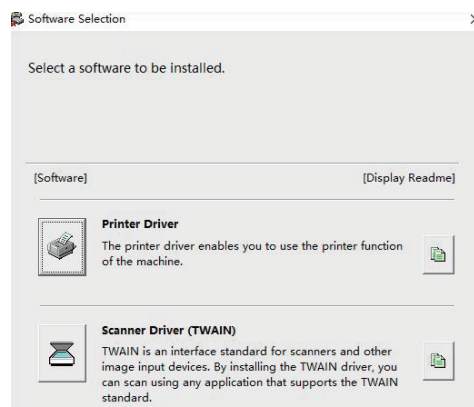 Software Selection
Select a software to be installed.
[Software] [Display Readme]
Printer Driver
The printer driver enables you to use the printer function
of the machine.
Scanner Driver (TWAIN)
TWAIN is an interface standard for scanners and other
image input devices. By installing the TWAIN driver, you
can scan using any application that supports the TWAIN
standard.